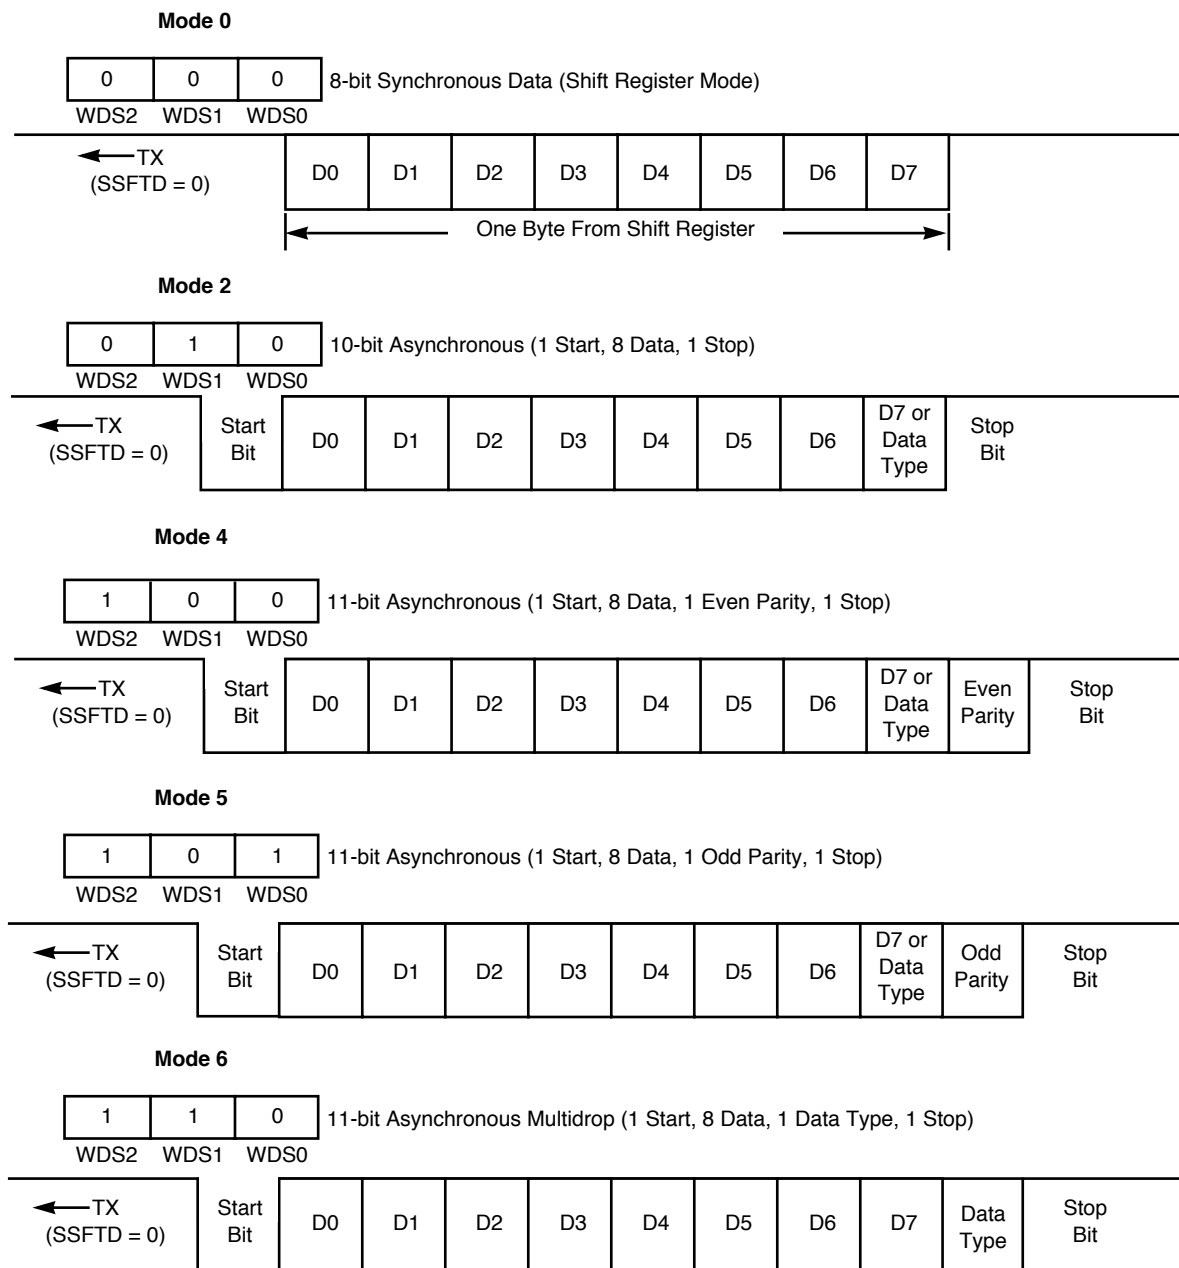 Mode 0
0 0 0 8-bit Synchronous Data (Shift Register Mode)
WDS2 WDS1 WDS0
TX
(SSFTD = 0) D0 D1 D2 D3 D4 D5 D6 D7
One Byte From Shift Register
Mode 2
0 1 0 10-bit Asynchronous (1 Start, 8 Data, 1 Stop)
WDS2 WDS1 WDS0
TX
(SSFTD = 0)
Start
Bit
D0 D1 D2 D3 D4 D5 D6
D7 or
Data
Type
Stop
Bit
Mode 4
1 0 0 11-bit Asynchronous (1 Start, 8 Data, 1 Even Parity, 1 Stop)
WDS2 WDS1 WDS0
TX
(SSFTD = 0)
Start
Bit
D0 D1 D2 D3 D4 D5 D6
D7 or
Data
Type
Even
Parity
Stop
Bit
Mode 5
1 0 1 11-bit Asynchronous (1 Start, 8 Data, 1 Odd Parity, 1 Stop)
WDS2 WDS1 WDS0
TX
(SSFTD = 0)
Start
Bit
D0 D1 D2 D3 D4 D5 D6
D7 or
Data
Type
Odd
Parity
Stop
Bit
Mode 6
1 1 0 11-bit Asynchronous Multidrop (1 Start, 8 Data, 1 Data Type, 1 Stop)
WDS2 WDS1 WDS0
TX
(SSFTD = 0)
Start
Bit
D0 D1 D2 D3 D4 D5 D6 D7
Data
Type
Stop
Bit